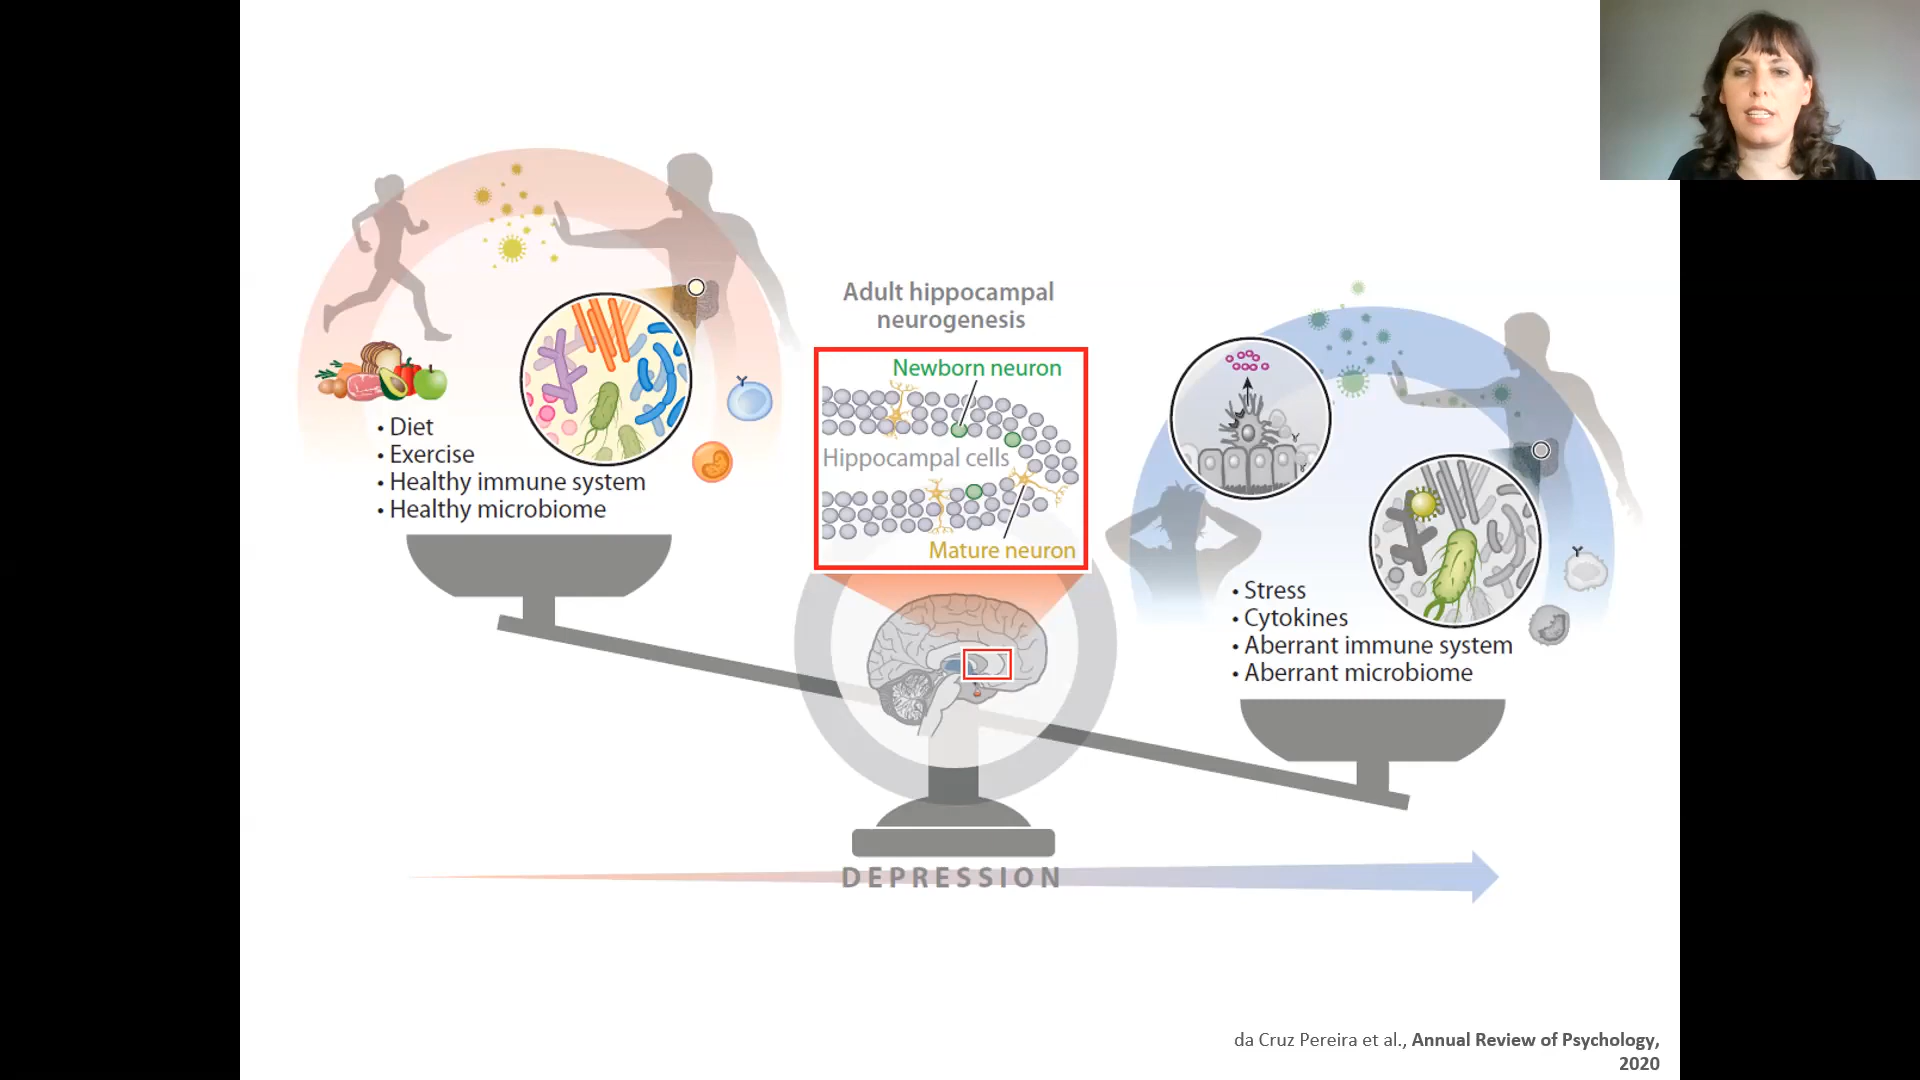 • Diet
• Exercise
• Healthy immune system
• Healthy microbiome
Adult hippocampal
neurogenesis
Newborn neuron
Hippocampal cells
Mature neuron
• Stress
• Cytokines
• Aberrant immune system
• Aberrant microbiome
DEPRESSION
da Cruz Pereira et al., Annual Review of Psychology,
2020